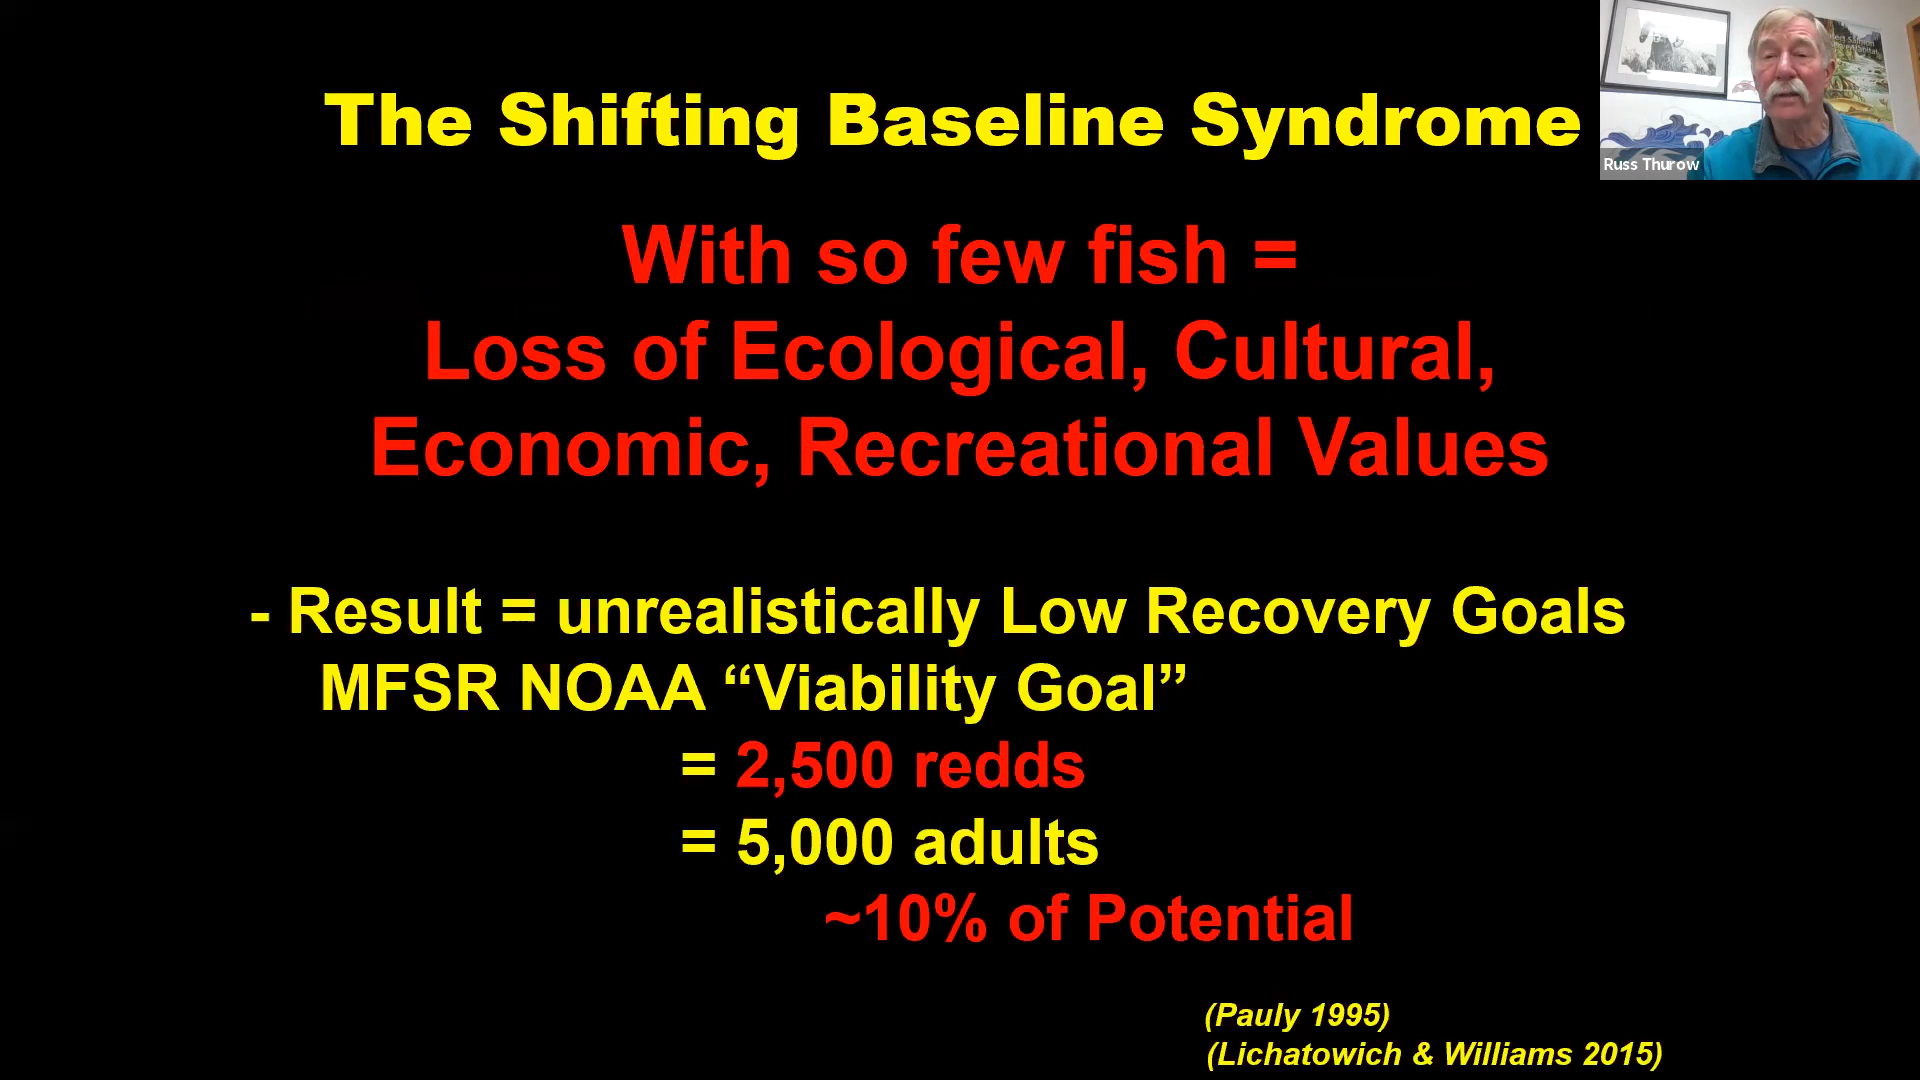 The Shifting Baseline Syndrome
With so few fish =
Loss of Ecological, Cultural,
Economic, Recreational Values
- Result = unrealistically Low Recovery Goals
MFSR NOAA “Viability Goal”
= 2,500 redds
= 5,000 adults
~10% of Potential
(Pauly 1995)
(Lichatowich & Williams 2015)
Russ Thurow
Salmon